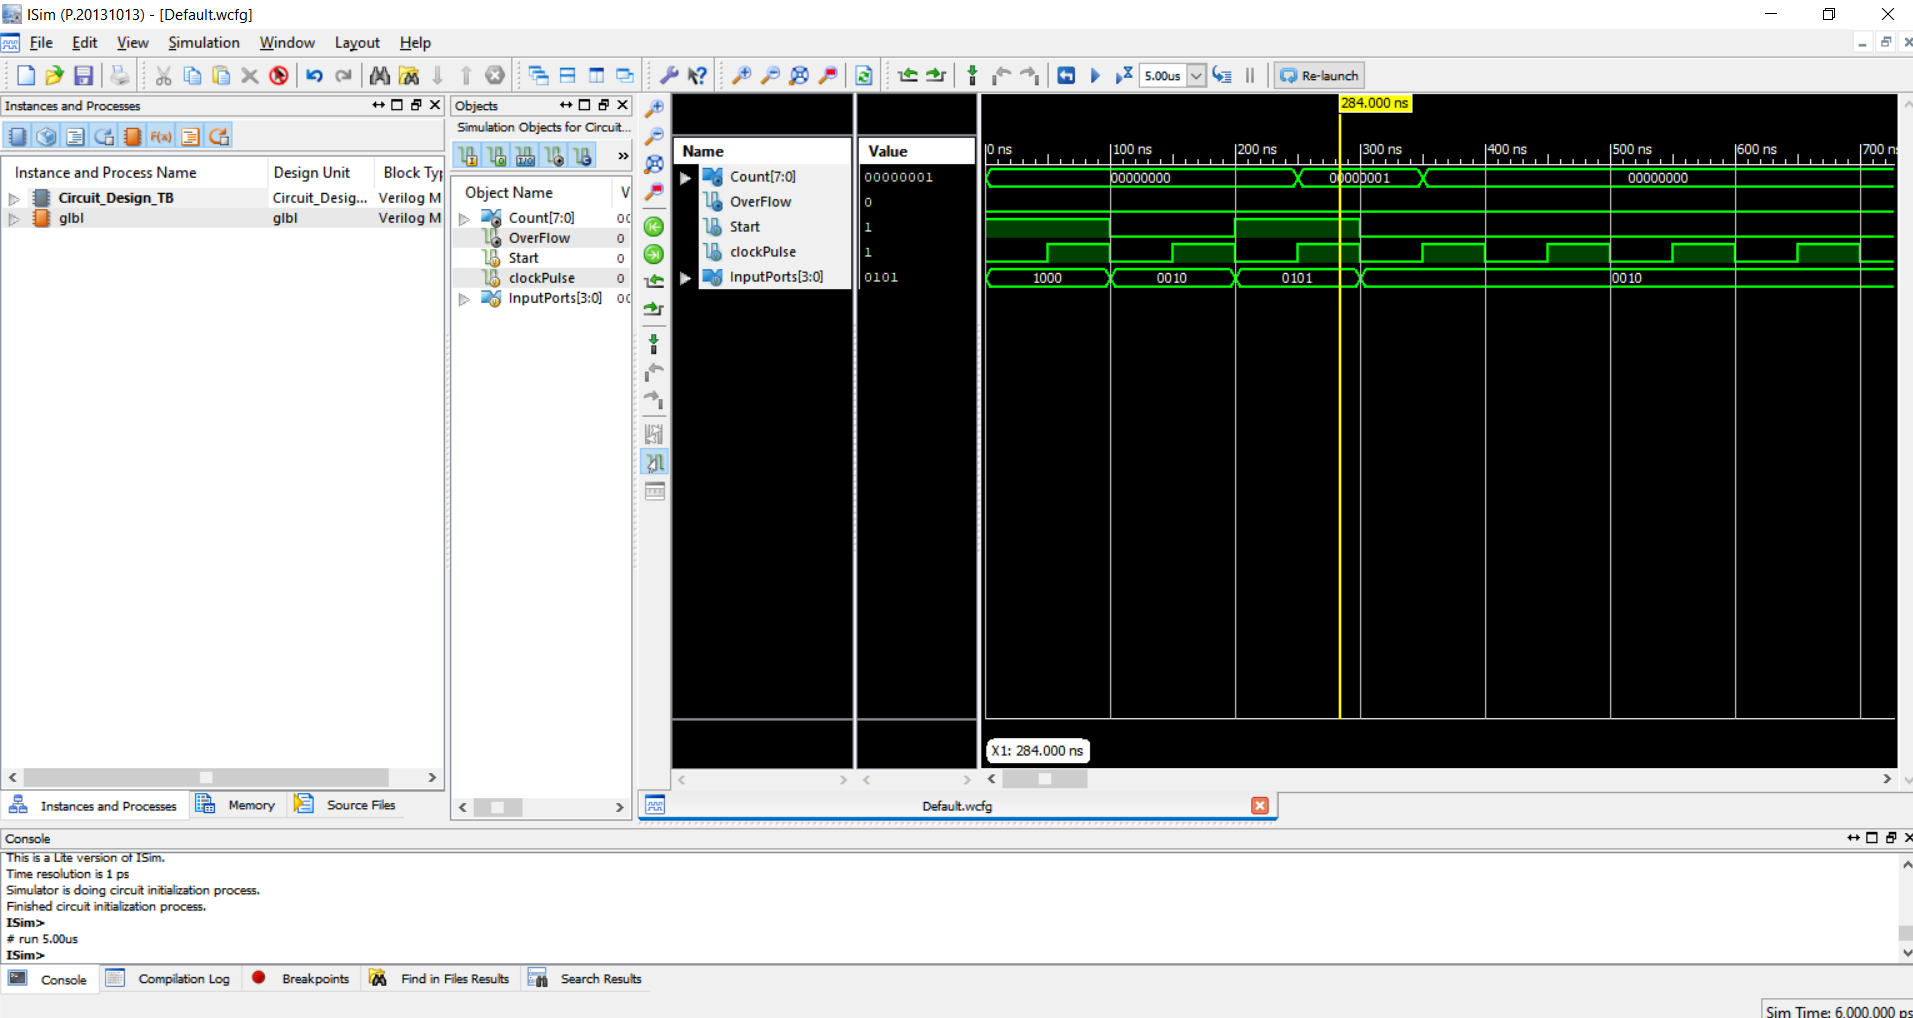 ISim (P.20131013) - [Default.wcfg]
File Edit View Simulation Window Layout Help
5.00us Re-launch
Instances and Processes
Instance and Process Name Design Unit Block Typ
Circuit_Design_TB Circuit_Desig... Verilog M
glbl glbl Verilog M
Instances and Processes Memory Source Files
Objects
Simulation Objects for Circuit...
Object Name V
Count[7:0] 00
OverFlow 0
Start 0
clockPulse 0
InputPorts[3:0] 00
Name Value
Count[7:0] 00000001
OverFlow 0
Start 1
clockPulse 1
InputPorts[3:0] 0101
284.000 ns
0 ns 100 ns 200 ns 300 ns 400 ns 500 ns 600 ns 700 ns
00000000 00000001 00000000
1000 0010 0101 0010
X1: 284.000 ns
Default.wcfg
Console
This is a Lite version of ISim.
Time resolution is 1 ps
Simulator is doing circuit initialization process.
Finished circuit initialization process.
ISim>
# run 5.00us
ISim>
Console Compilation Log Breakpoints Find in Files Results Search Results
Sim Time: 6,000,000 ps